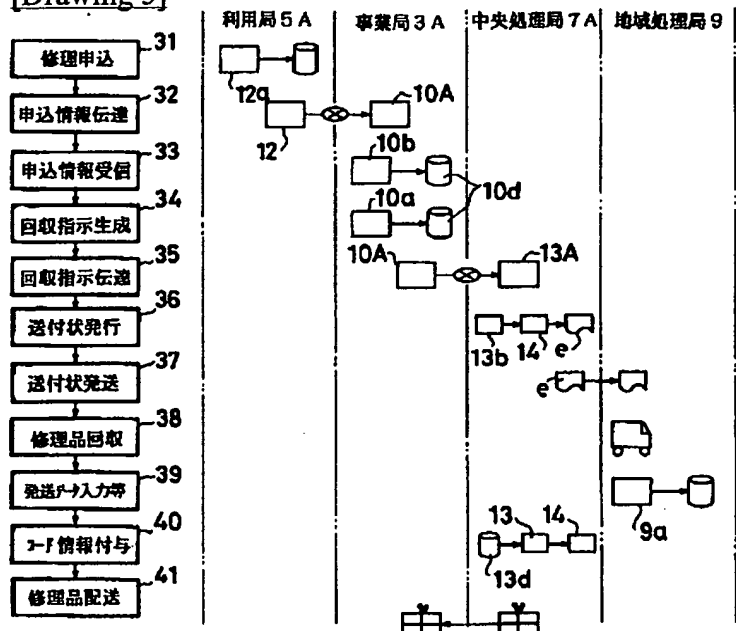 [Drawing 9]
利用局5A 事業局3A 中央処理局7A 地域処理局9
修理申込 31
申込情報伝達 32
申込情報受信 33
回収指示生成 34
回収指示伝達 35
送付状発行 36
送付状発送 37
修理品回収 38
発送データ入力等 39
コード情報付与 40
修理品配送 41
12a
12 10A
10b
10a 10d
10A 13A
13b 14 e
e
9a
13 14
13d